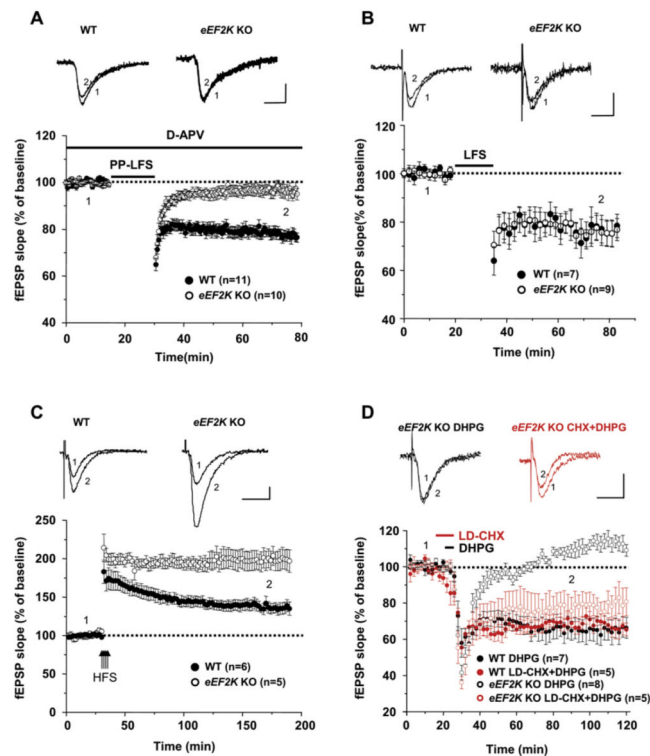 A
WT
eEF2K KO
2
1
2
1
D-APV
PP-LFS
1
2
WT (n=11)
eEF2K KO (n=10)
fEPSP slope (% of baseline)
120
100
80
60
40
0 20 40 60 80
Time(min)
B
WT
eEF2K KO
2
1
2
1
LFS
1
2
WT (n=7)
eEF2K KO (n=9)
fEPSP slope(% of baseline)
120
100
80
60
40
0 20 40 60 80
Time (min)
C
WT
eEF2K KO
1
2
1
2
1
2
HFS
WT (n=6)
eEF2K KO (n=5)
fEPSP slope (% of baseline)
250
200
150
100
50
0
0 50 100 150 200
Time (min)
D
eEF2K KO DHPG
eEF2K KO CHX+DHPG
2
1
2
1
1
LD-CHX
DHPG
2
WT DHPG (n=7)
WT LD-CHX+DHPG (n=5)
eEF2K KO DHPG (n=8)
eEF2K KO LD-CHX+DHPG (n=5)
fEPSP slope (% of baseline)
120
100
80
60
40
20
0 20 40 60 80 100 120
Time (min)